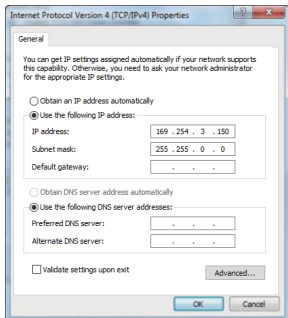 Internet Protocol Version 4 (TCP/IPv4) Properties
General
You can get IP settings assigned automatically if your network supports
this capability. Otherwise, you need to ask your network administrator
for the appropriate IP settings.
Obtain an IP address automatically
Use the following IP address:
IP address: 169 . 254 . 3 . 150
Subnet mask: 255 . 255 . 0 . 0
Default gateway: . . .
Obtain DNS server address automatically
Use the following DNS server addresses:
Preferred DNS server: . . .
Alternate DNS server: . . .
Validate settings upon exit
Advanced...
OK Cancel